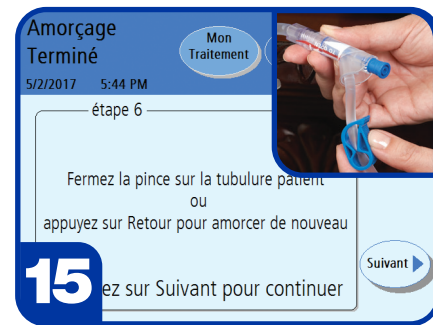 Amorçage
Terminé
Mon
Traitement
5/2/2017 5:44 PM
étape 6
Fermez la pince sur la tubulure patient
ou
appuyez sur Retour pour amorcer de nouveau
Suivant
15
ez sur Suivant pour continuer